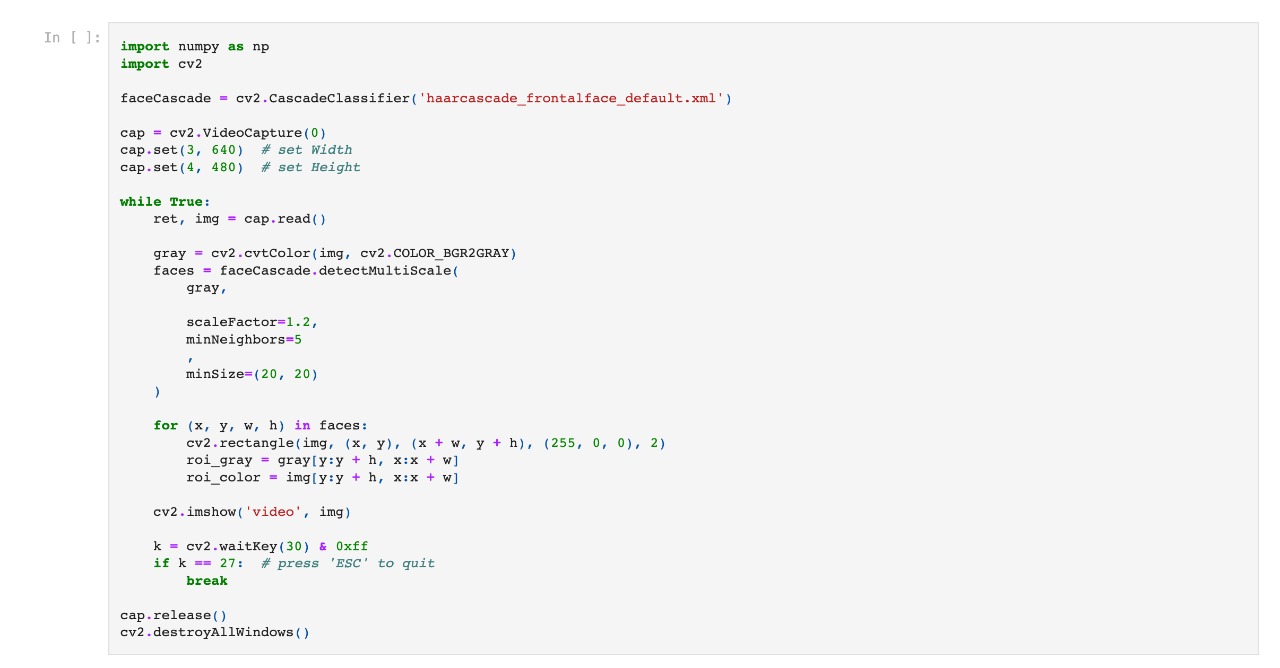 In [ ]:
import numpy as np
import cv2
faceCascade = cv2.CascadeClassifier('haarcascade_frontalface_default.xml')
cap = cv2.VideoCapture(0)
cap.set(3, 640)  # set Width
cap.set(4, 480)  # set Height
while True:
    ret, img = cap.read()
    gray = cv2.cvtColor(img, cv2.COLOR_BGR2GRAY)
    faces = faceCascade.detectMultiScale(
        gray,
        scaleFactor=1.2,
        minNeighbors=5
        ,
        minSize=(20, 20)
    )
    for (x, y, w, h) in faces:
        cv2.rectangle(img, (x, y), (x + w, y + h), (255, 0, 0), 2)
        roi_gray = gray[y:y + h, x:x + w]
        roi_color = img[y:y + h, x:x + w]
    cv2.imshow('video', img)
    k = cv2.waitKey(30) & 0xff
    if k == 27:  # press 'ESC' to quit
        break
cap.release()
cv2.destroyAllWindows()